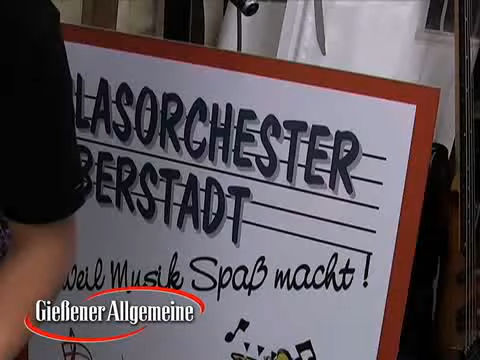 LASORCHESTER
BERSTADT
Weil Musik Spaß macht!
Gießener Allgemeine